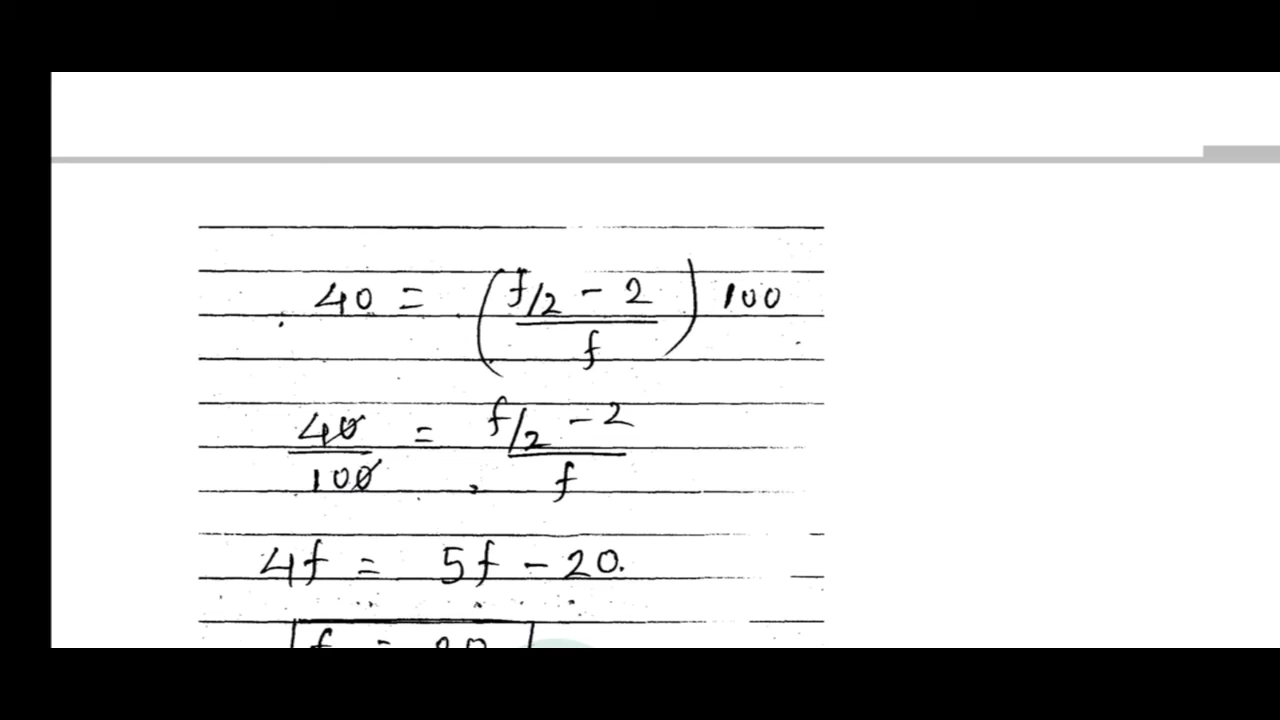 40 = (f/2 - 2 / f) 100
40/100 = f/2 - 2 / f
4f = 5f - 20.